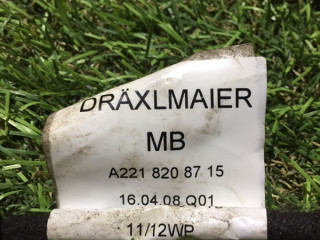 DRÄXLMAIER
MB
A221 820 87 15
16.04.08 Q01
11/12WP